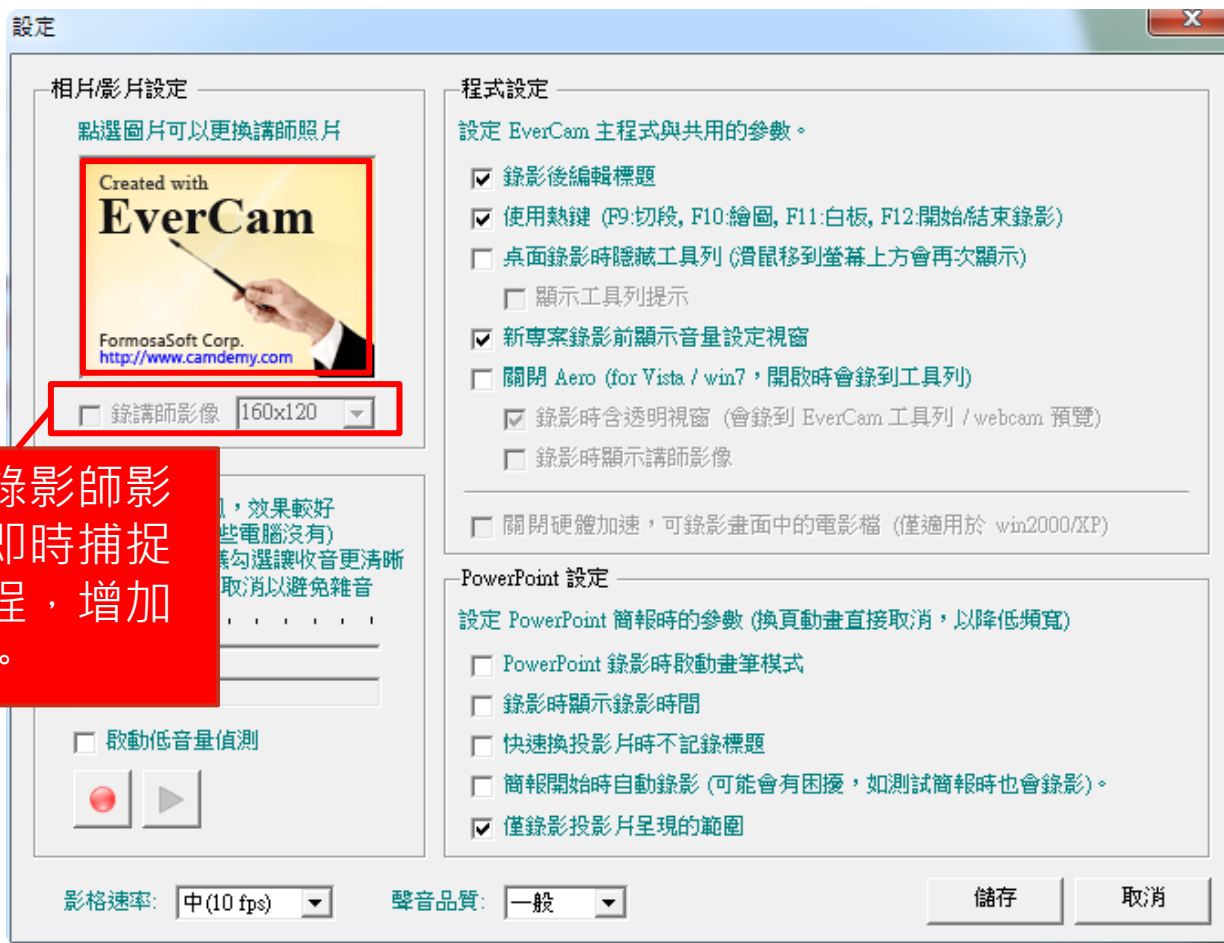 設定
相片/影片設定
點選圖片可以更換講師照片
Created with
EverCam
FormosaSoft Corp.
http://www.camdemy.com
錄講師影像 160x120
錄影師影
即時捕捉
程，增加
。
，效果較好
些電腦沒有)
勾選讓收音更清晰
取消以避免雜音
啟動低音量偵測
程式設定
設定 EverCam 主程式與共用的參數。
錄影後編輯標題
使用熱鍵 (F9:切段, F10:繪圖, F11:白板, F12:開始/結束錄影)
桌面錄影時隱藏工具列 (滑鼠移到螢幕上方會再次顯示)
顯示工具列提示
新專案錄影前顯示音量設定視窗
關閉 Aero (for Vista / win7，開啟時會錄到工具列)
錄影時含透明視窗 (會錄到 EverCam 工具列 / webcam 預覽)
錄影時顯示講師影像
關閉硬體加速，可錄影畫面中的電影檔 (僅適用於 win2000/XP)
PowerPoint 設定
設定 PowerPoint 簡報時的參數 (換頁動畫直接取消，以降低頻寬)
PowerPoint 錄影時啟動畫筆模式
錄影時顯示錄影時間
快速換投影片時不記錄標題
簡報開始時自動錄影 (可能會有困擾，如測試簡報時也會錄影)。
僅錄影投影片呈現的範圍
影格速率: 中(10 fps) 聲音品質: 一般 儲存 取消